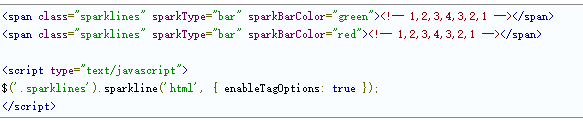 <span class="sparklines" sparkType="bar" sparkBarColor="green"><!-- 1,2,3,4,3,2,1 --></span>
<span class="sparklines" sparkType="bar" sparkBarColor="red"><!-- 1,2,3,4,3,2,1 --></span>
<script type="text/javascript">
$('.sparklines').sparkline('html', { enableTagOptions: true });
</script>